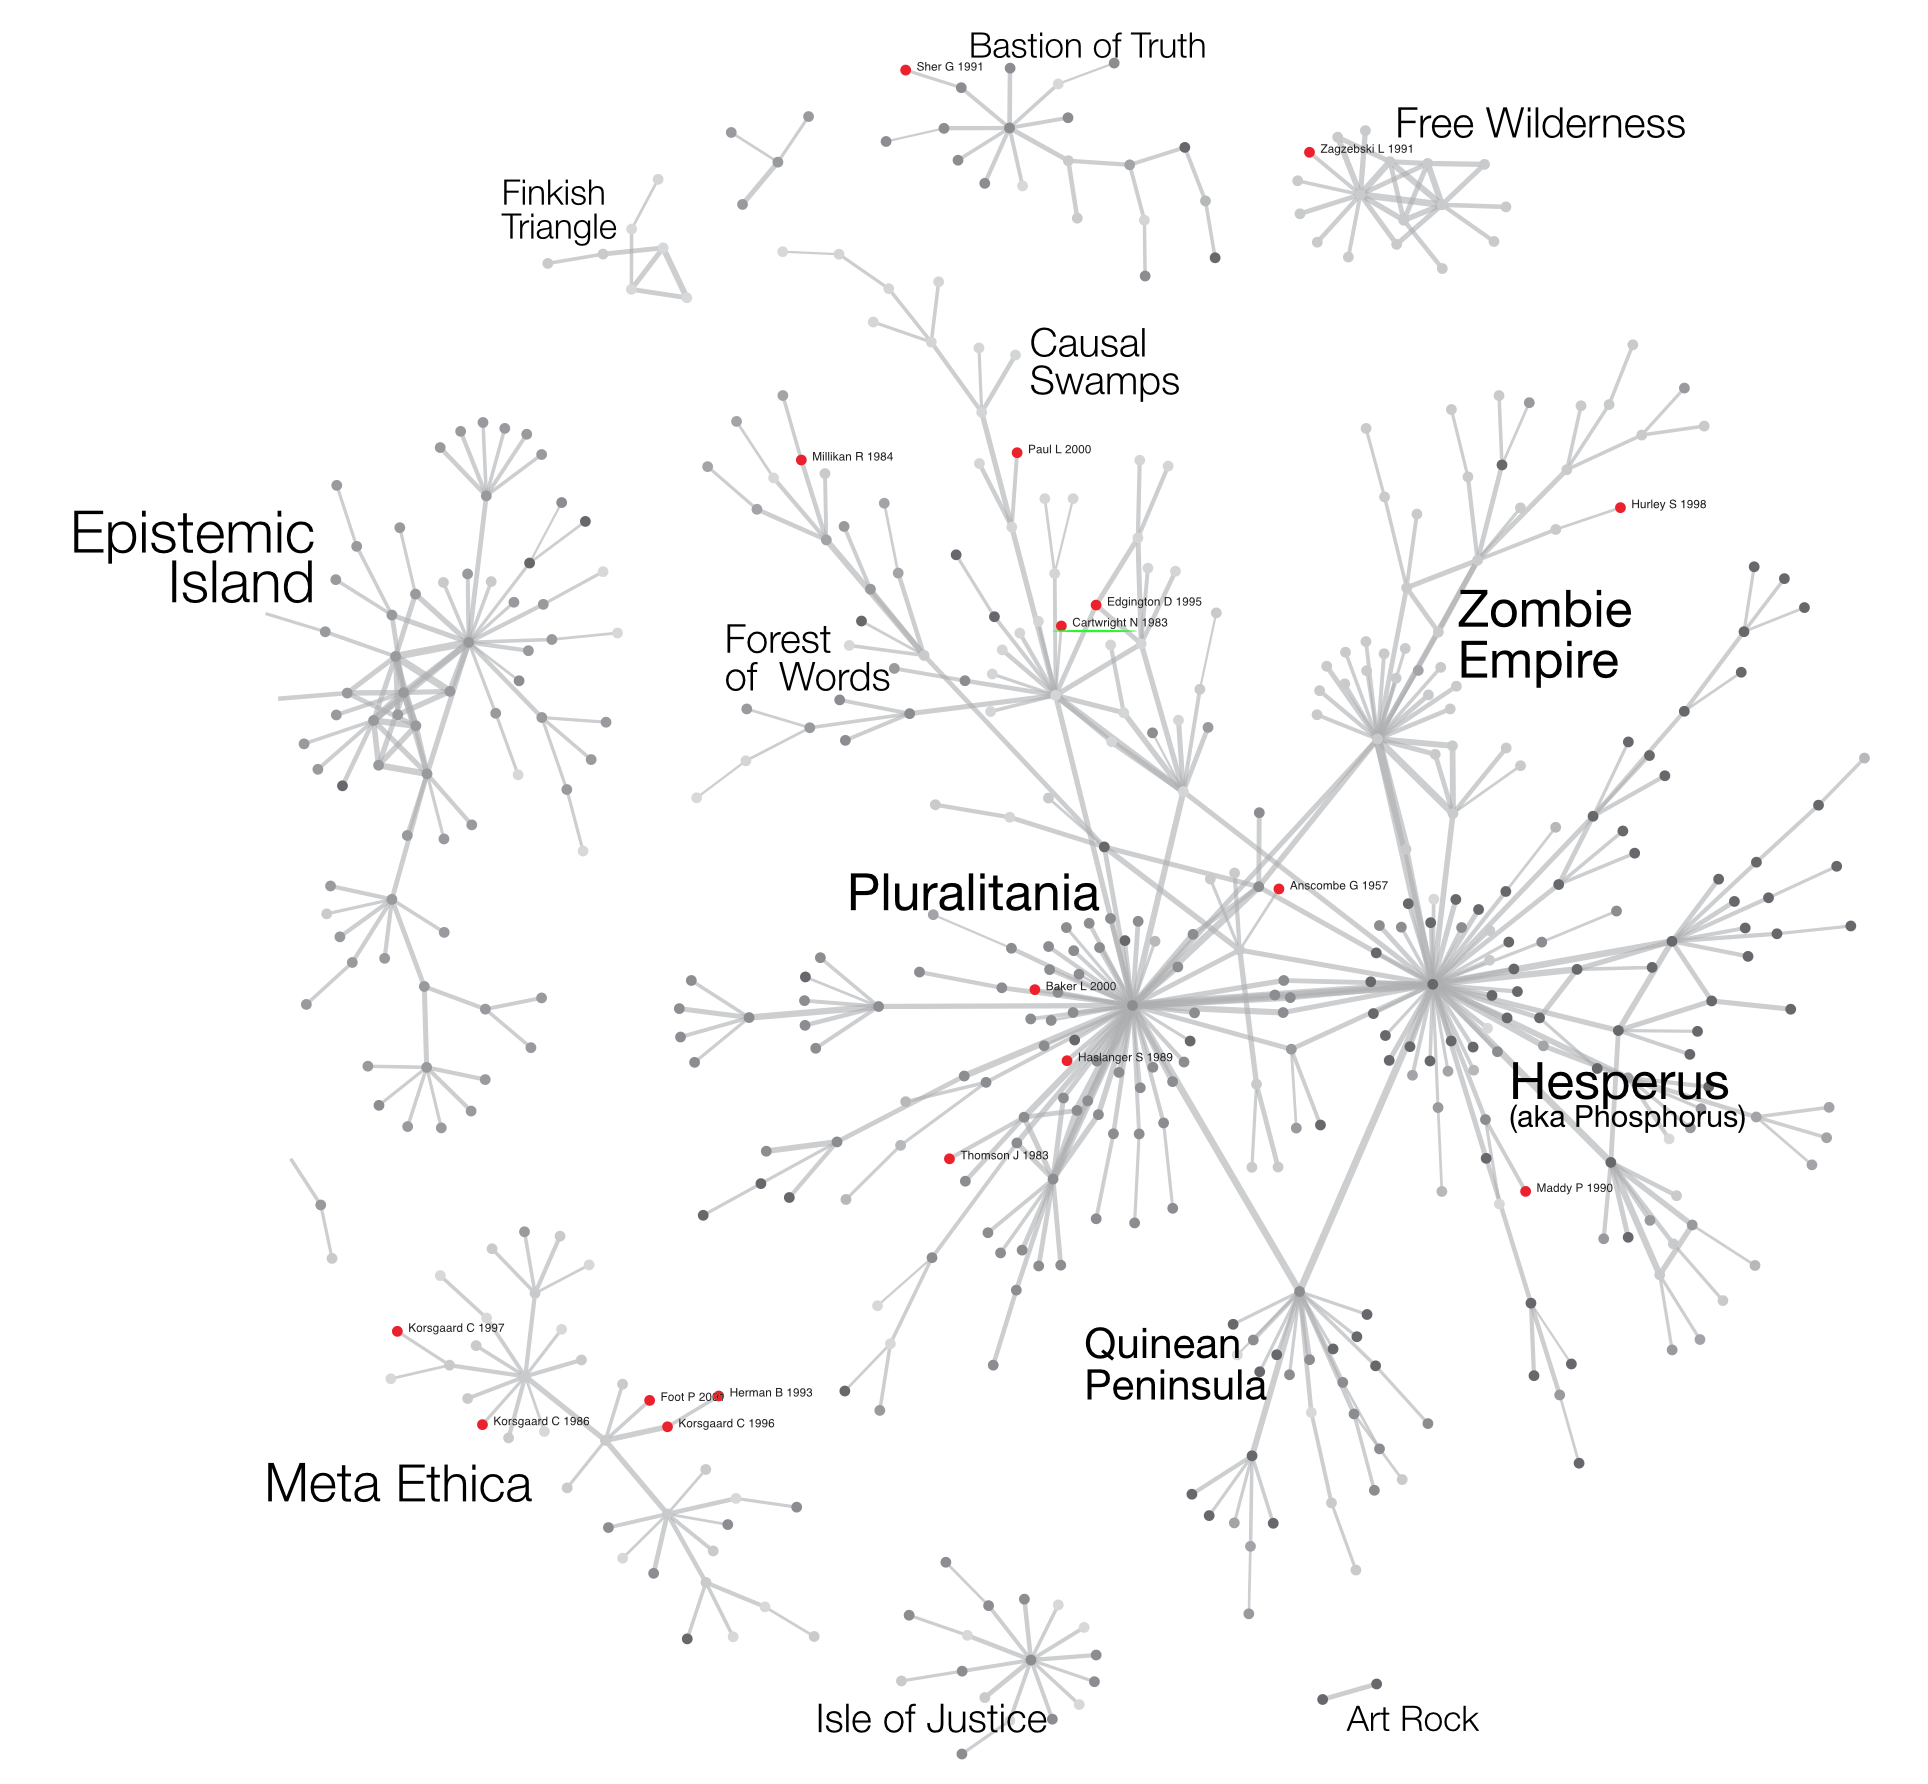 Bastion of Truth
Sher G 1991
Free Wilderness
Zagzebski L 1991
Finkish
Triangle
Causal
Swamps
Millikan R 1984
Paul L 2000
Hurley S 1998
Epistemic
Island
Edgington D 1995
Cartwright N 1983
Zombie
Empire
Forest
of Words
Pluralitania
Anscombe G 1957
Baker L 2000
Haslanger S 1989
Hesperus
(aka Phosphorus)
Thomson J 1983
Maddy P 1990
Korsgaard C 1997
Quinean
Peninsula
Foot P
Herman B 1993
Korsgaard C 1986
Korsgaard C 1996
Meta Ethica
Isle of Justice
Art Rock